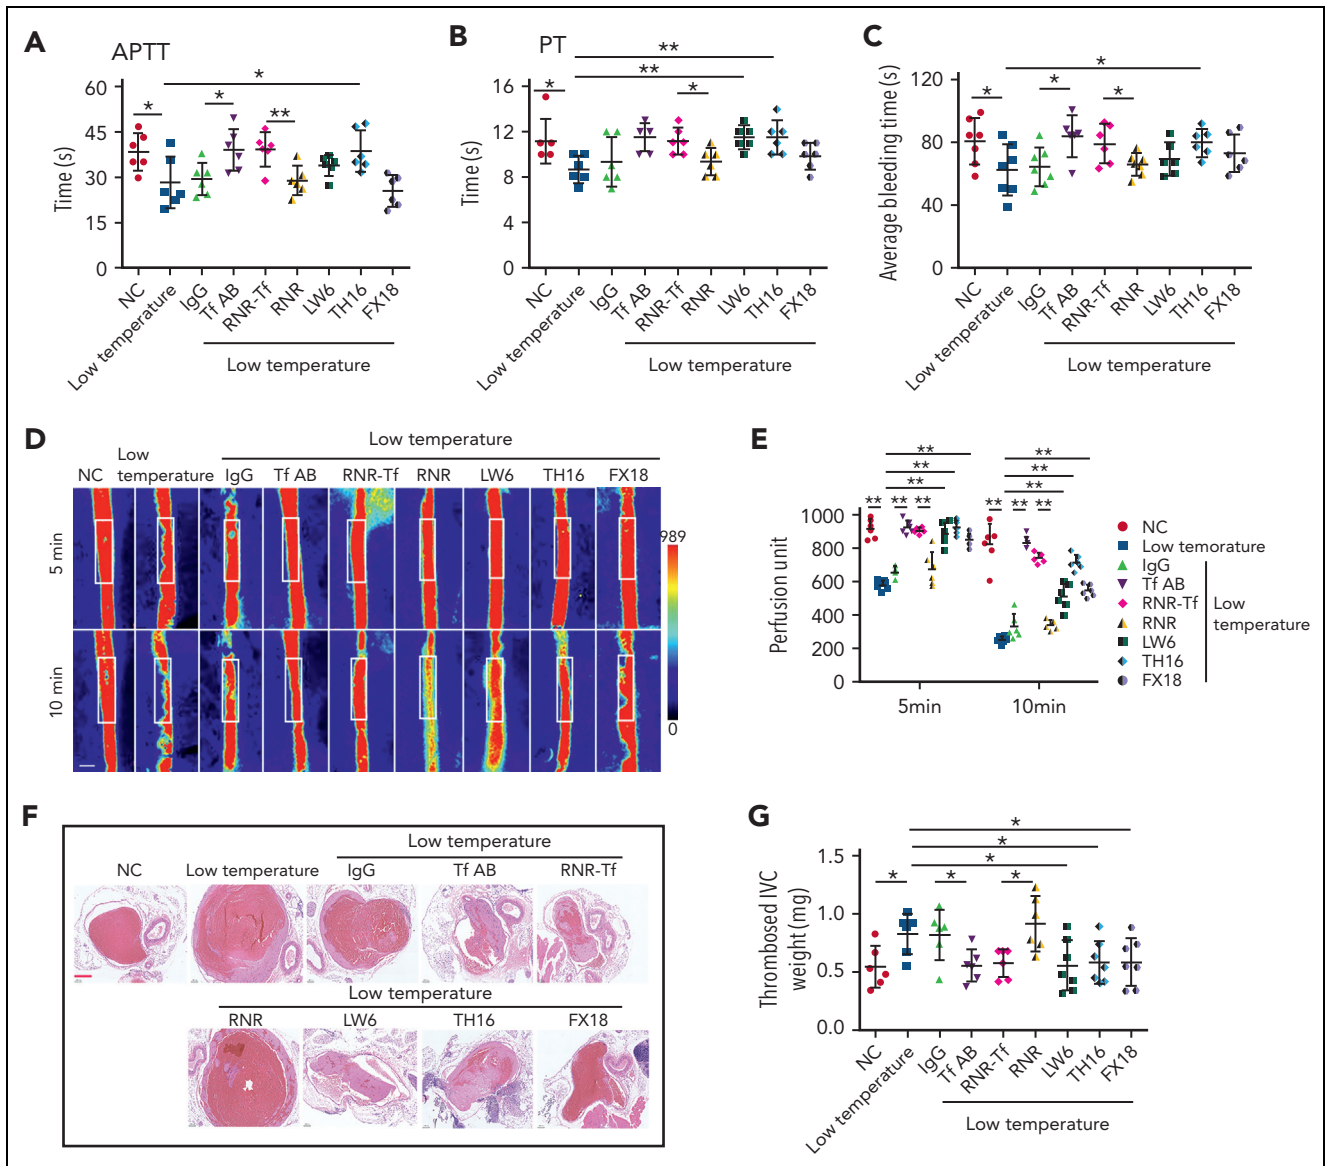 A
APTT
Time (s)
60
45
30
15
0
*
*
**
*
NC
Low temperature
IgG
Tf AB
RNR-Tf
RNR
LW6
TH16
FX18
Low temperature
B
PT
Time (s)
16
12
8
4
0
*
**
**
*
NC
Low temperature
IgG
Tf AB
RNR-Tf
RNR
LW6
TH16
FX18
Low temperature
C
Average bleeding time (s)
120
80
40
0
*
*
*
*
NC
Low temperature
IgG
Tf AB
RNR-Tf
RNR
LW6
TH16
FX18
Low temperature
D
Low temperature
NC
Low
temperature
IgG
Tf AB
RNR-Tf
RNR
LW6
TH16
FX18
5 min
10 min
989
0
E
Perfusion unit
1000
800
600
400
200
0
**
**
**
**
**
**
**
**
**
**
**
**
5min
10min
NC
Low temorature
IgG
Tf AB
RNR-Tf
RNR
LW6
TH16
FX18
Low
temperature
F
Low temperature
NC
Low temperature
IgG
Tf AB
RNR-Tf
Low temperature
RNR
LW6
TH16
FX18
G
Thrombosed IVC
weight (mg)
1.5
1.0
0.5
0.0
*
*
*
*
*
*
NC
Low temperature
IgG
Tf AB
RNR-Tf
RNR
LW6
TH16
FX18
Low temperature